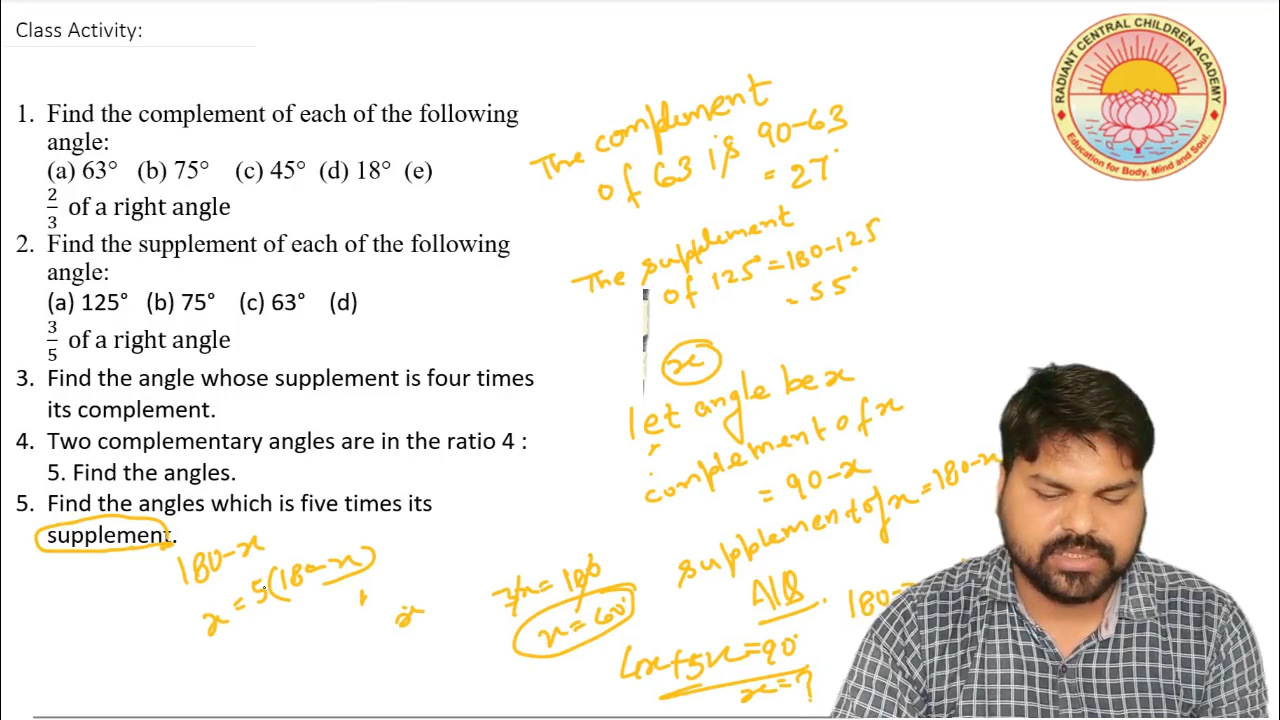 Class Activity:
1. Find the complement of each of the following
angle:
(a) 63° (b) 75° (c) 45° (d) 18° (e)
2/3 of a right angle
2. Find the supplement of each of the following
angle:
(a) 125° (b) 75° (c) 63° (d)
3/5 of a right angle
3. Find the angle whose supplement is four times
its complement.
4. Two complementary angles are in the ratio 4 :
5. Find the angles.
5. Find the angles which is five times its
supplement.
180-x
x = 5(180-x)
The complement
of 63 is 90-63
= 27°
The supplement
of 125° = 180-125
= 55°
x
let angle be x
complement of x
= 90-x
supplement of x = 180-x
A/Q
180-
3x = 180
x = 60°
4x+5x=90°
x = ?
RADIANT CENTRAL CHILDREN ACADEMY
Education for Body, Mind and Soul.